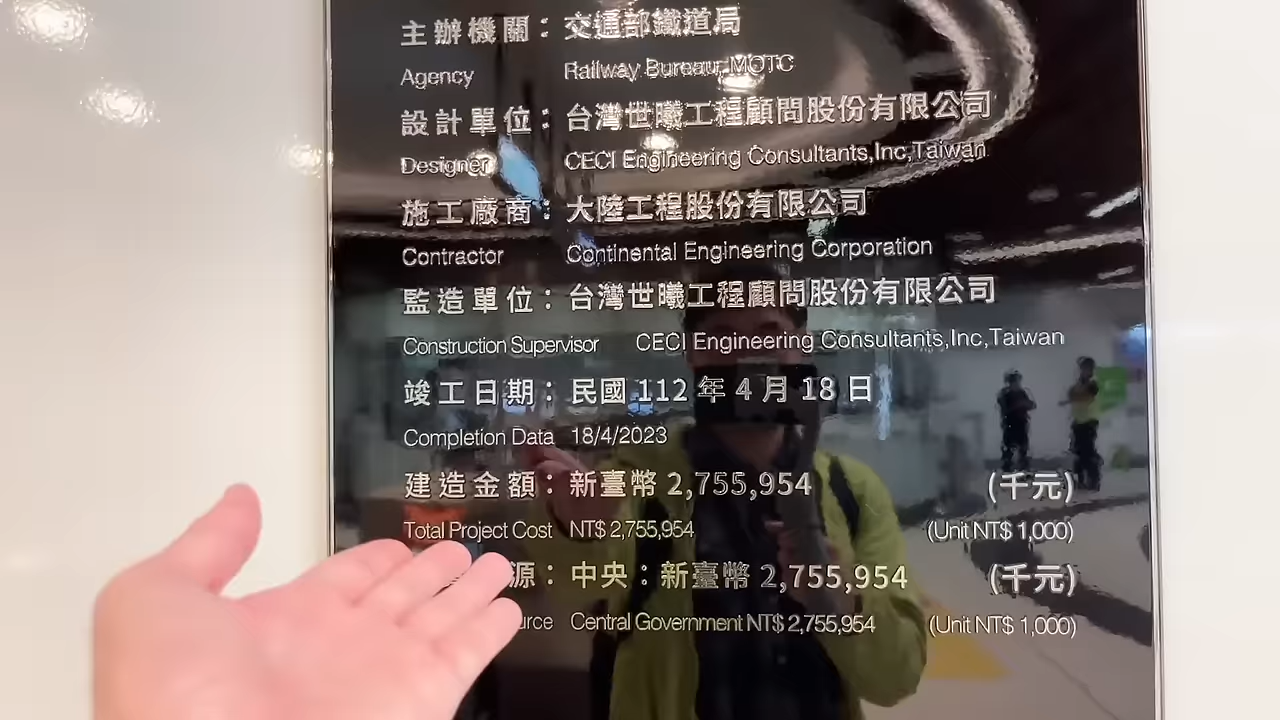 主辦機關：交通部鐵道局
Agency Railway Bureau,MOTC
設計單位：台灣世曦工程顧問股份有限公司
Designer CECI Engineering Consultants,Inc,Taiwan
施工廠商：大陸工程股份有限公司
Contractor Continental Engineering Corporation
監造單位：台灣世曦工程顧問股份有限公司
Construction Supervisor CECI Engineering Consultants,Inc,Taiwan
竣工日期：民國 112 年 4 月 18 日
Completion Data 18/4/2023
建造金額：新臺幣 2,755,954 (千元)
Total Project Cost NT$ 2,755,954 (Unit NT$ 1,000)
源：中央：新臺幣 2,755,954 (千元)
Central Government NT$ 2,755,954 (Unit NT$ 1,000)